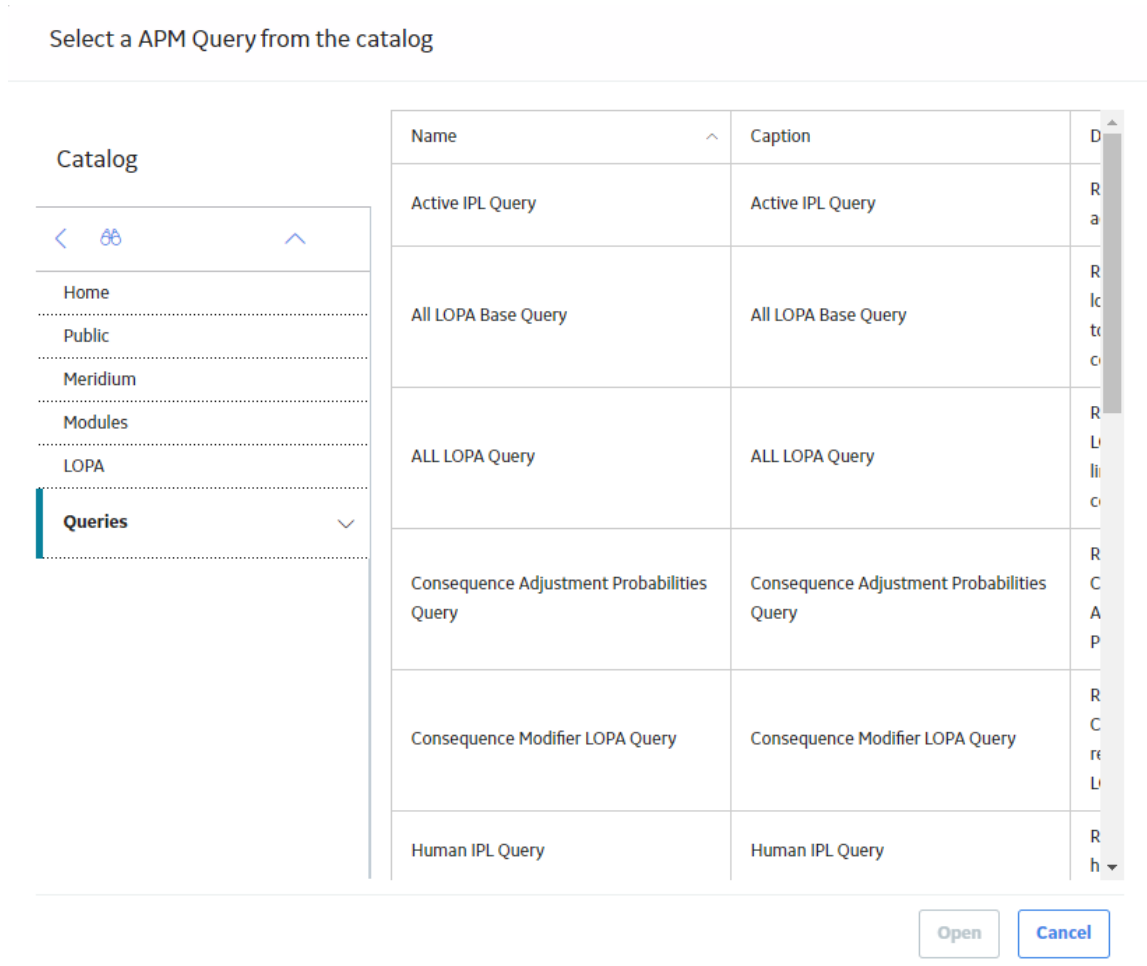 Select a APM Query from the catalog
Catalog
Home
Public
Meridium
Modules
LOPA
Queries
Name
Caption
Active IPL Query
Active IPL Query
All LOPA Base Query
All LOPA Base Query
ALL LOPA Query
ALL LOPA Query
Consequence Adjustment Probabilities
Query
Consequence Adjustment Probabilities
Query
Consequence Modifier LOPA Query
Consequence Modifier LOPA Query
Human IPL Query
Human IPL Query
Open
Cancel